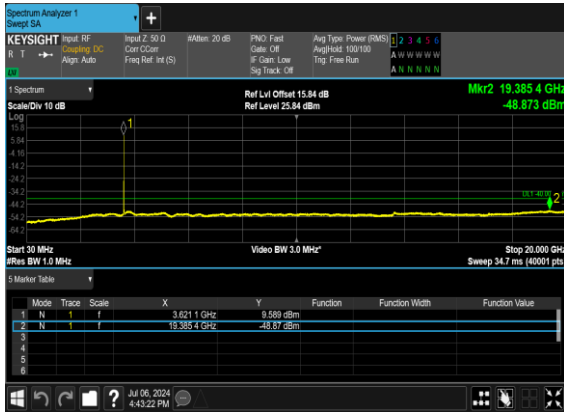 Spectrum Analyzer 1
Swept SA
KEYSIGHT Input: RF Input Z: 50 Ω #Atten: 20 dB PNO: Fast Avg Type: Power (RMS) 1 2 3 4 5 6
R T Coupling: DC Corr CCorr Gate: Off Avg|Hold: 100/100 A W W W W W
Align: Auto Freq Ref: Int (S) IF Gain: Low Trig: Free Run
Sig Track: Off A N N N N N
LXI
1 Spectrum Ref Lvl Offset 15.84 dB Mkr2 19.385 4 GHz
Scale/Div 10 dB Ref Level 25.84 dBm -48.873 dBm
Log
15.8
5.84
-4.16
-14.2
-24.2
-34.2
-44.2
-54.2
-64.2
1
DL1 -40.00
2
Start 30 MHz Video BW 3.0 MHz* Stop 20.000 GHz
#Res BW 1.0 MHz Sweep 34.7 ms (40001 pts
5 Marker Table
Mode Trace Scale X Y Function Function Width Function Value
1 N 1 f 3.621 1 GHz 9.589 dBm
2 N 1 f 19.385 4 GHz -48.87 dBm
3
4
5
6
? Jul 06, 2024
4:43:22 PM